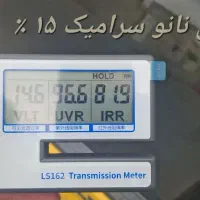 نانو سرامیک ۱۵ ٪
HOLD
14.6 96.6 81.9
VLT UVR IRR
LS162 Transmission Meter